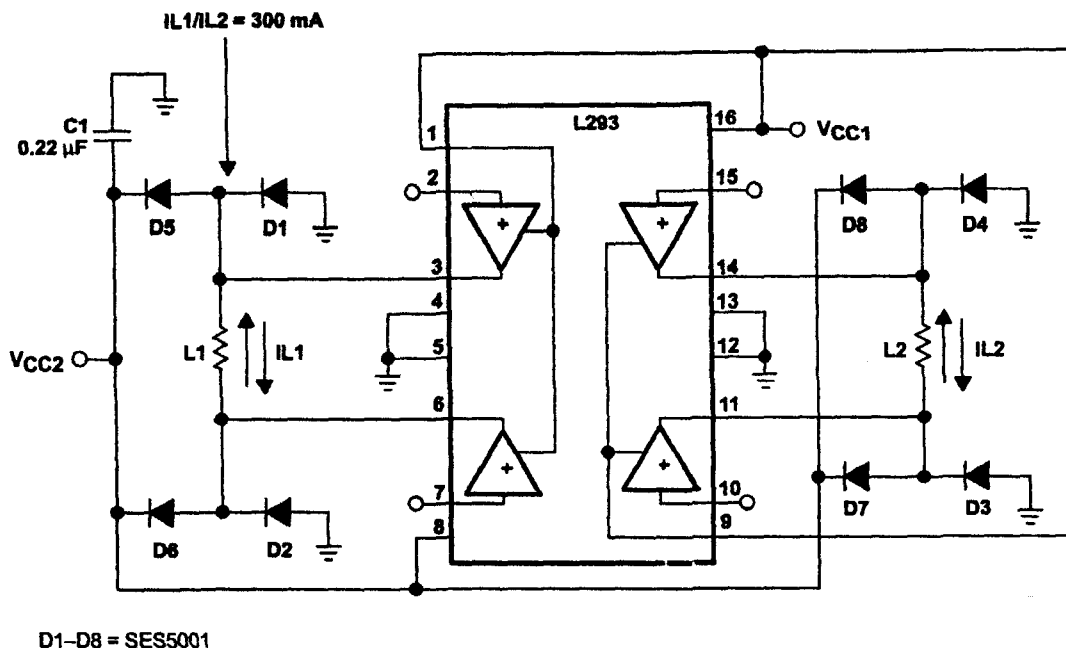 IL1/IL2 = 300 mA
C1
0.22 µF
L293
1
16
VCC1
2
15
D5
D1
D8
D4
+
+
3
14
4
13
L1
IL1
L2
IL2
VCC2
5
12
6
11
+
+
7
10
D7
D3
8
9
D6
D2
D1–D8 = SES5001